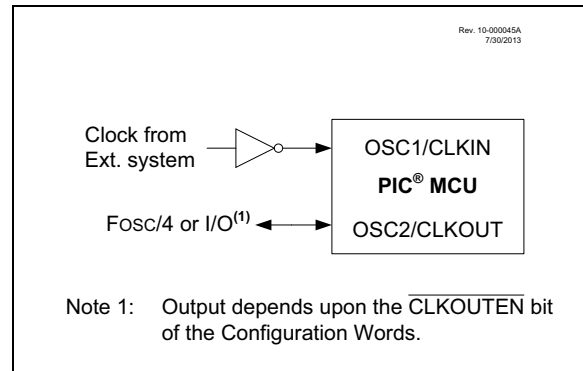 Rev. 10-000045A
7/30/2013
Clock from
Ext. system
OSC1/CLKIN
PIC® MCU
FOSC/4 or I/O(1)
OSC2/CLKOUT
Note 1: Output depends upon the CLKOUTEN bit
of the Configuration Words.